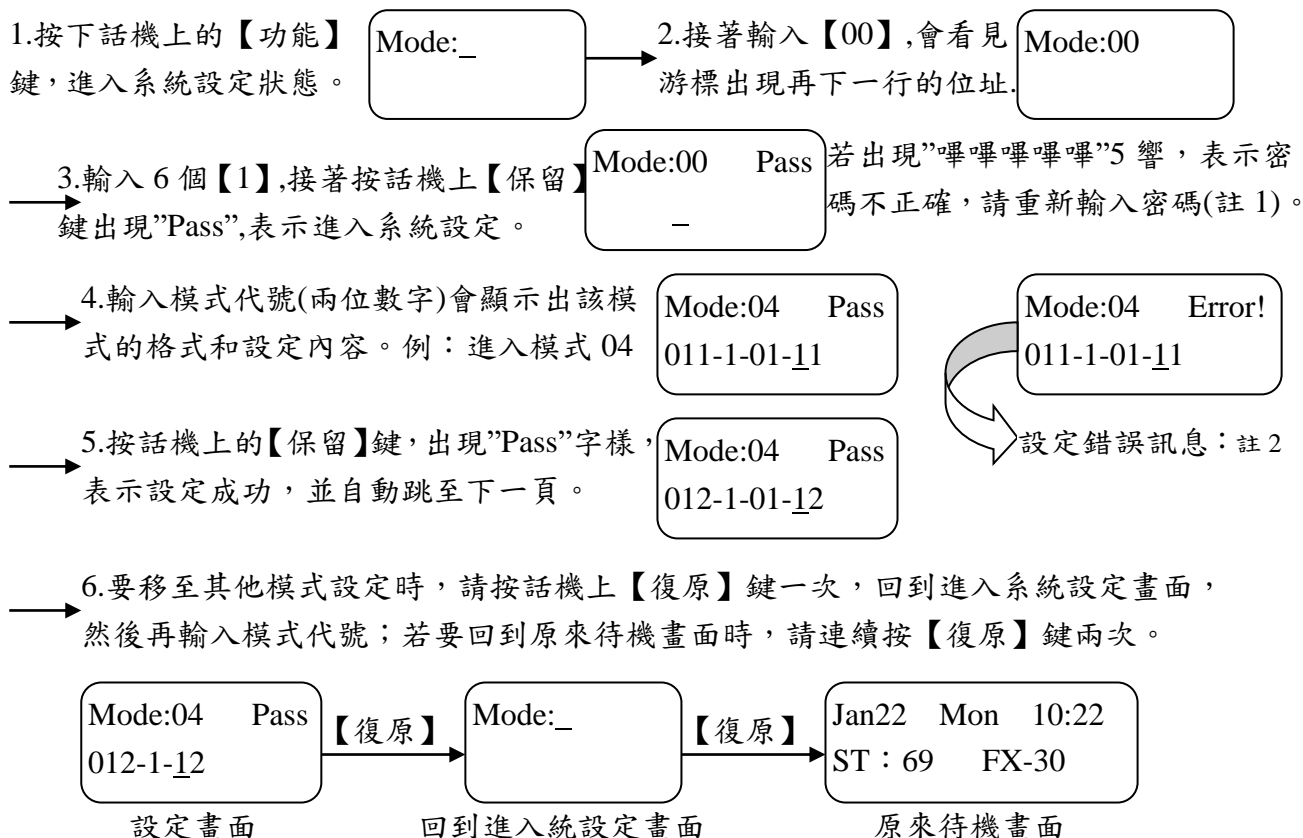 1.按下話機上的【功能】
鍵，進入系統設定狀態。
Mode:_
2.接著輸入【00】,會看見
游標出現再下一行的位址.
Mode:00
3.輸入 6 個【1】,接著按話機上【保留】
鍵出現”Pass”,表示進入系統設定。
Mode:00 Pass
_
若出現”嗶嗶嗶嗶嗶”5 響，表示密
碼不正確，請重新輸入密碼(註 1)。
4.輸入模式代號(兩位數字)會顯示出該模
式的格式和設定內容。例：進入模式 04
Mode:04 Pass
011-1-01-11
Mode:04 Error!
011-1-01-11
設定錯誤訊息：註 2
5.按話機上的【保留】鍵，出現”Pass”字樣，
表示設定成功，並自動跳至下一頁。
Mode:04 Pass
012-1-01-12
6.要移至其他模式設定時，請按話機上【復原】鍵一次，回到進入系統設定畫面，
然後再輸入模式代號；若要回到原來待機畫面時，請連續按【復原】鍵兩次。
Mode:04 Pass
012-1-12
【復原】
Mode:_
【復原】
Jan22 Mon 10:22
ST：69 FX-30
設定畫面
回到進入統設定畫面
原來待機畫面